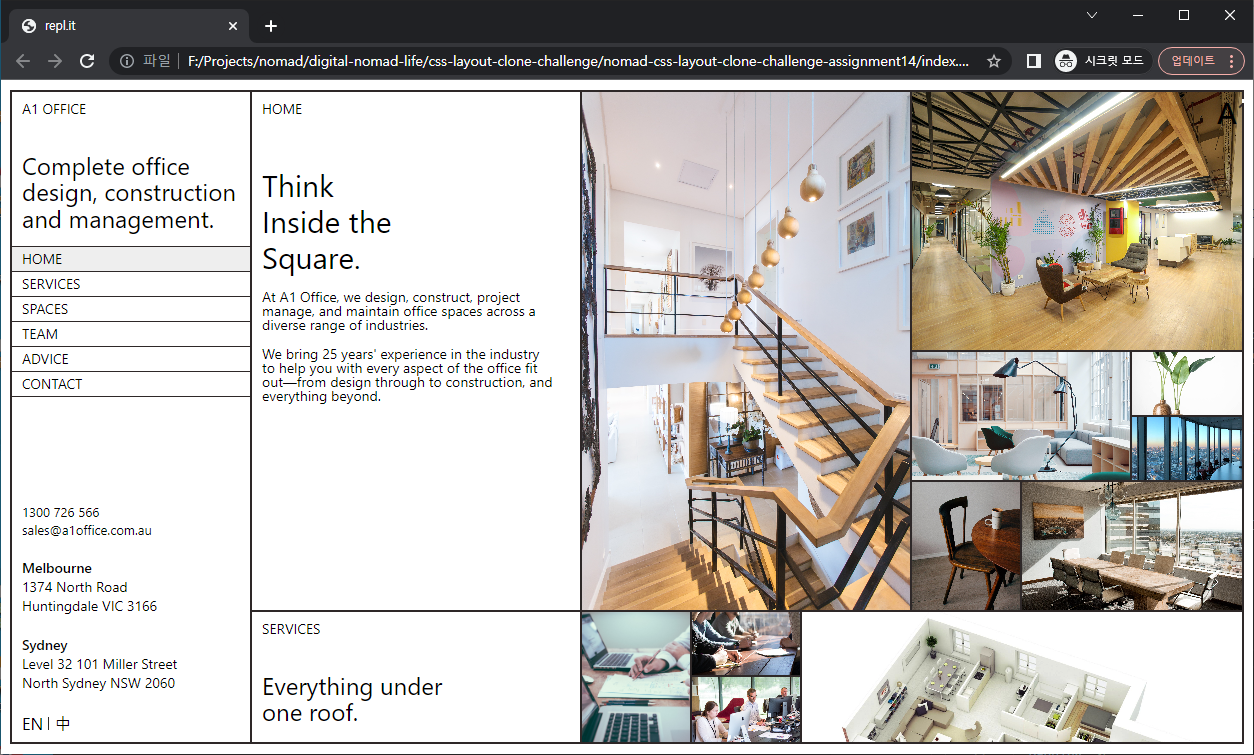 repl.it
파일
F:/Projects/nomad/digital-nomad-life/css-layout-clone-challenge/nomad-css-layout-clone-challenge-assignment14/index....
시크릿 모드
업데이트
A1 OFFICE
Complete office
design, construction
and management.
HOME
SERVICES
SPACES
TEAM
ADVICE
CONTACT
1300 726 566
sales@a1office.com.au
Melbourne
1374 North Road
Huntingdale VIC 3166
Sydney
Level 32 101 Miller Street
North Sydney NSW 2060
EN | 中
HOME
Think
Inside the
Square.
At A1 Office, we design, construct, project
manage, and maintain office spaces across a
diverse range of industries.
We bring 25 years' experience in the industry
to help you with every aspect of the office fit
out—from design through to construction, and
everything beyond.
SERVICES
Everything under
one roof.
A